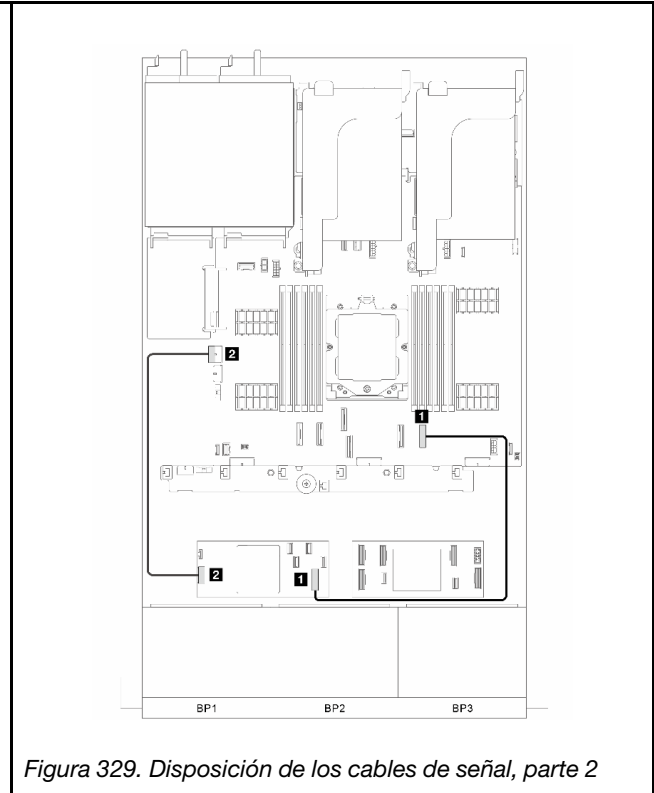 2
1
2
1
BP1
BP2
BP3
Figura 329. Disposición de los cables de señal, parte 2